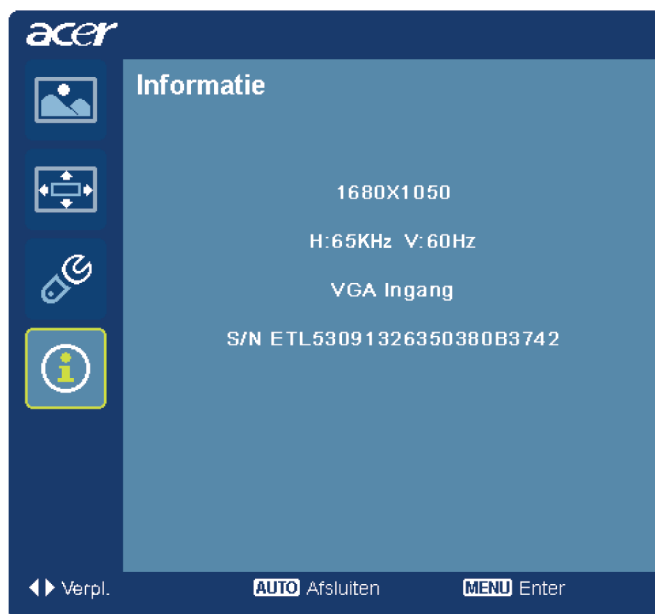 acer
Informatie
1680X1050
H:65KHz V:60Hz
VGA Ingang
S/N ETL53091326350380B3742
Verpl. AUTO Afsluiten MENU Enter